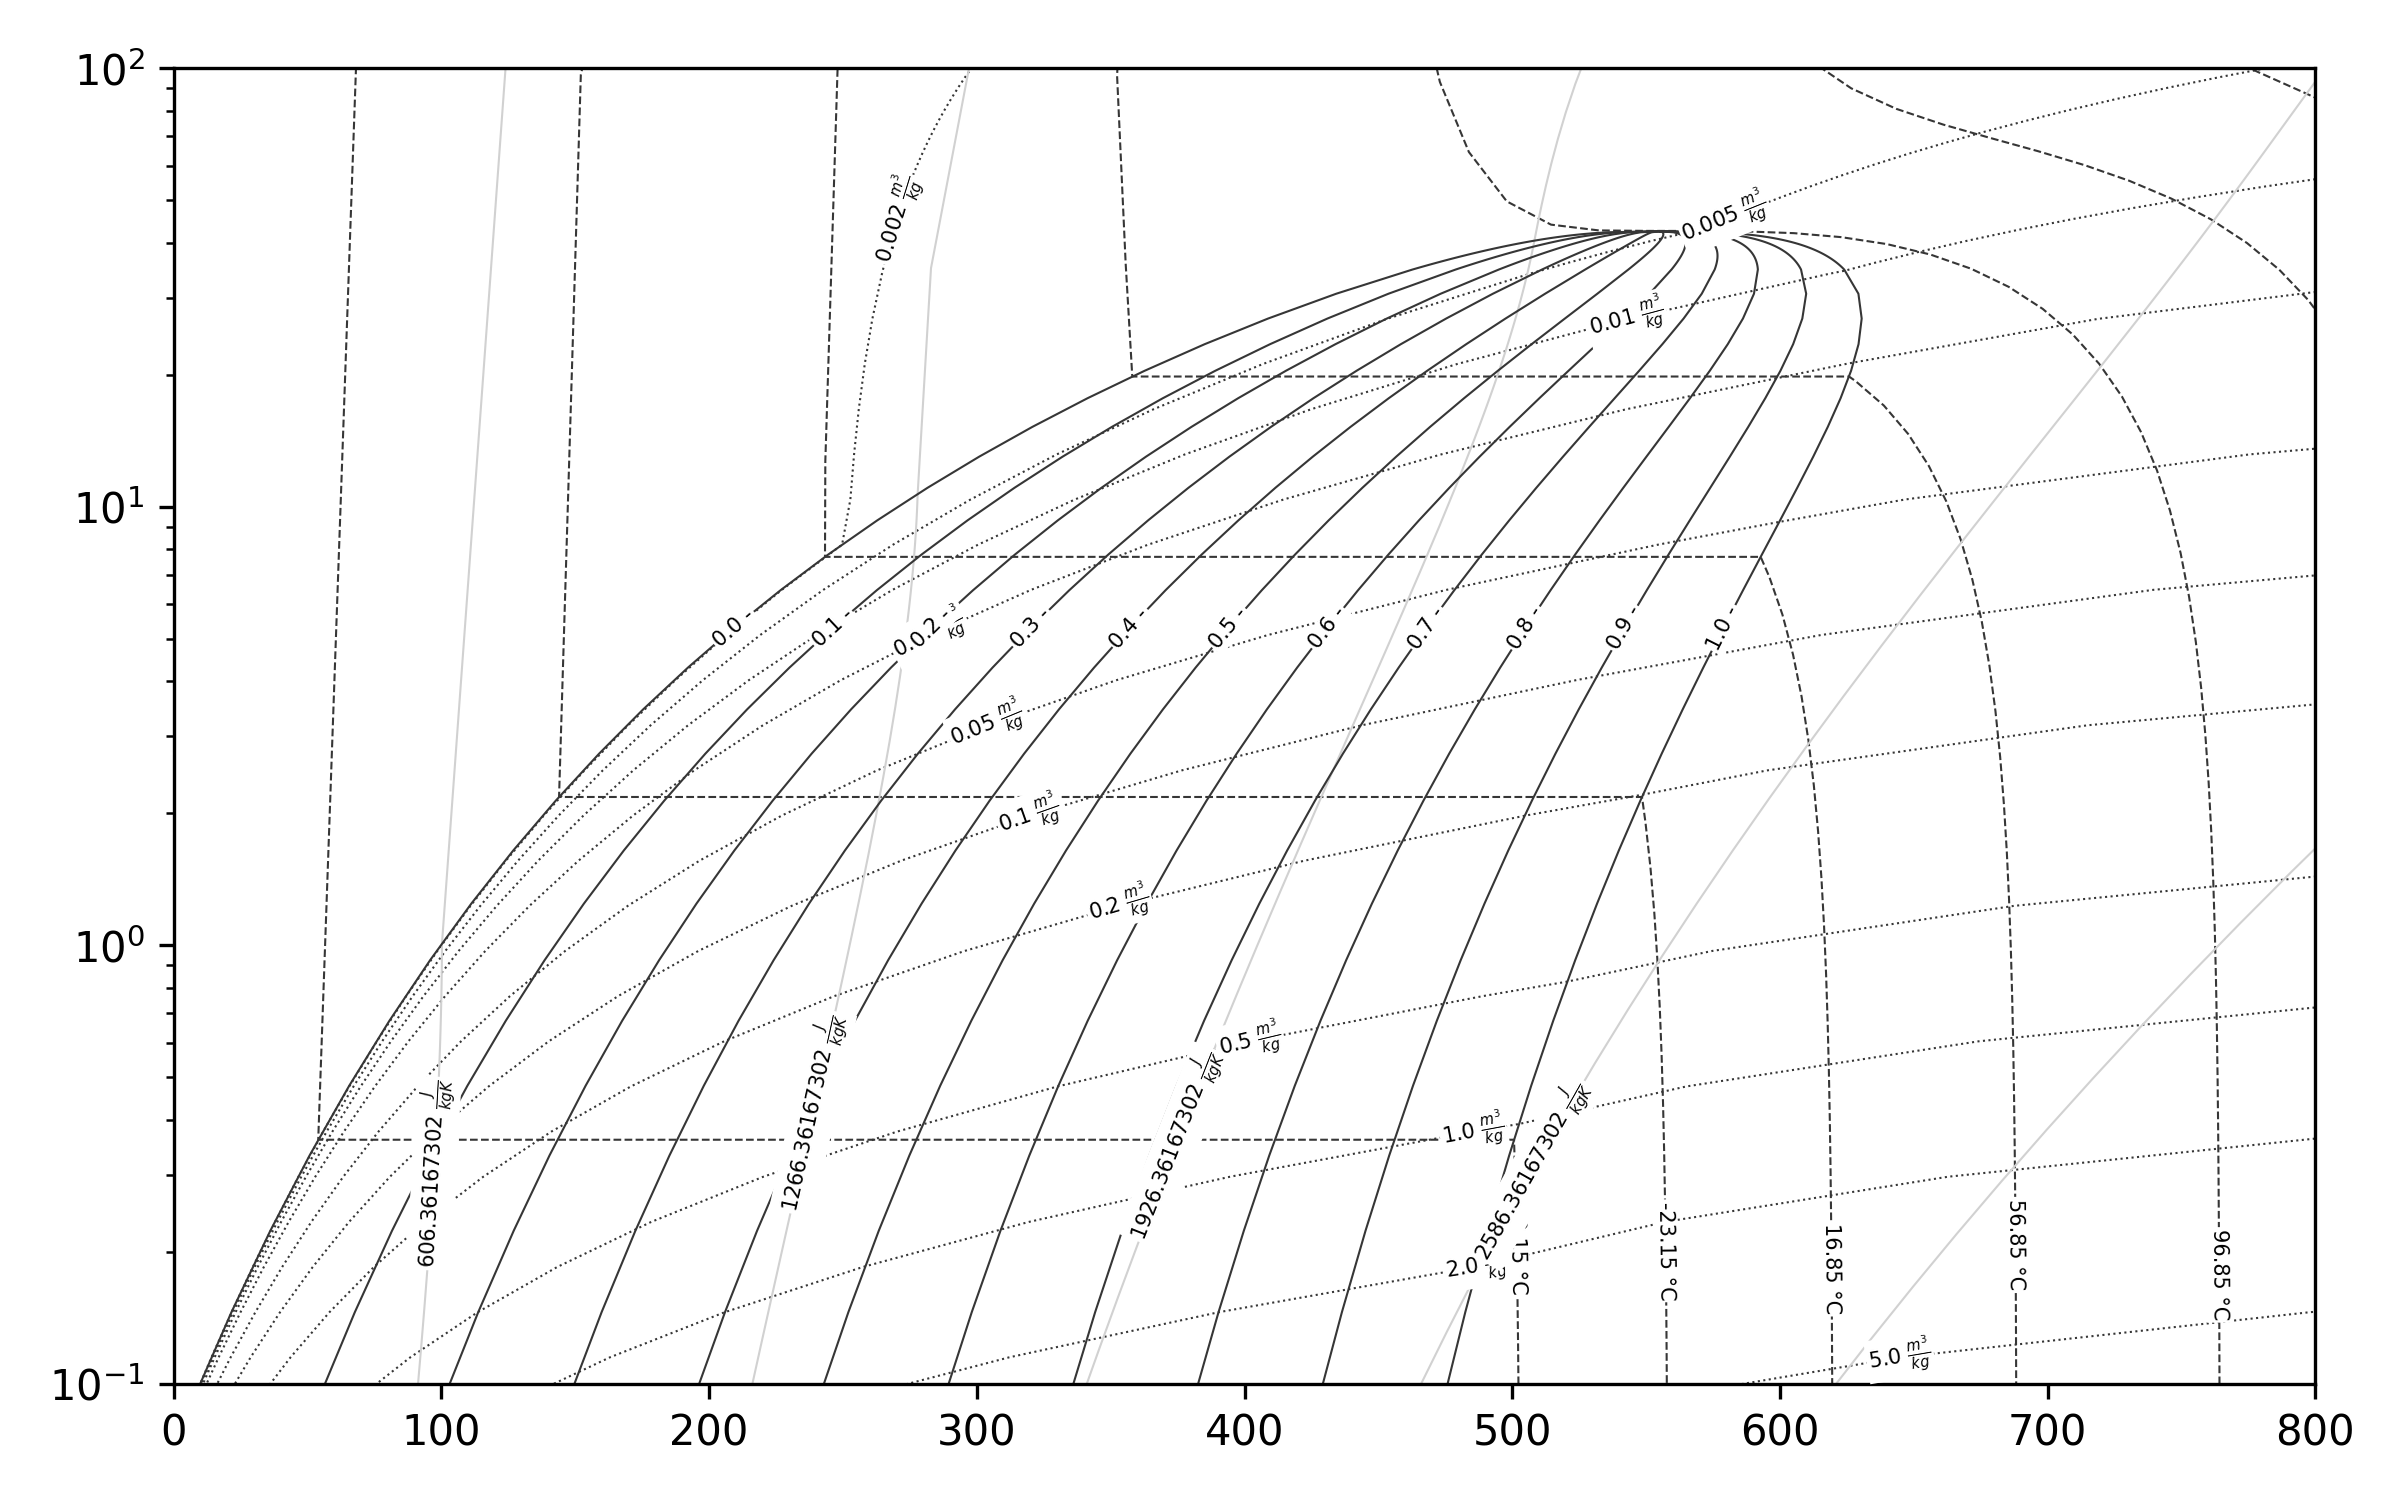 10²
10¹
10⁰
10⁻¹
0 100 200 300 400 500 600 700 800
0.002 m³/kg
0.005 m³/kg
0.01 m³/kg
0.0 0.1 0.2 0.3 0.4 0.5 0.6 0.7 0.8 0.9 1.0
0.05 m³/kg
0.1 m³/kg
0.2 m³/kg
0.5 m³/kg
1.0 m³/kg
2.0
5.0 m³/kg
606.36167302 J/kgK
1266.36167302 J/kgK
1926.36167302 J/kgK
2586.36167302 J/kgK
15 °C
23.15 °C
16.85 °C
56.85 °C
96.85 °C